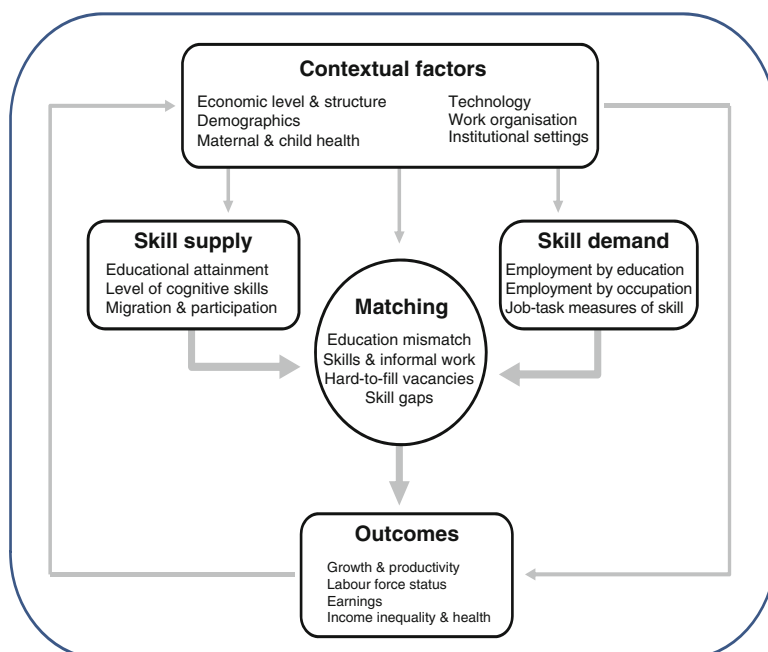 Contextual factors
Economic level & structure
Demographics
Maternal & child health
Technology
Work organisation
Institutional settings
Skill supply
Educational attainment
Level of cognitive skills
Migration & participation
Skill demand
Employment by education
Employment by occupation
Job-task measures of skill
Matching
Education mismatch
Skills & informal work
Hard-to-fill vacancies
Skill gaps
Outcomes
Growth & productivity
Labour force status
Earnings
Income inequality & health